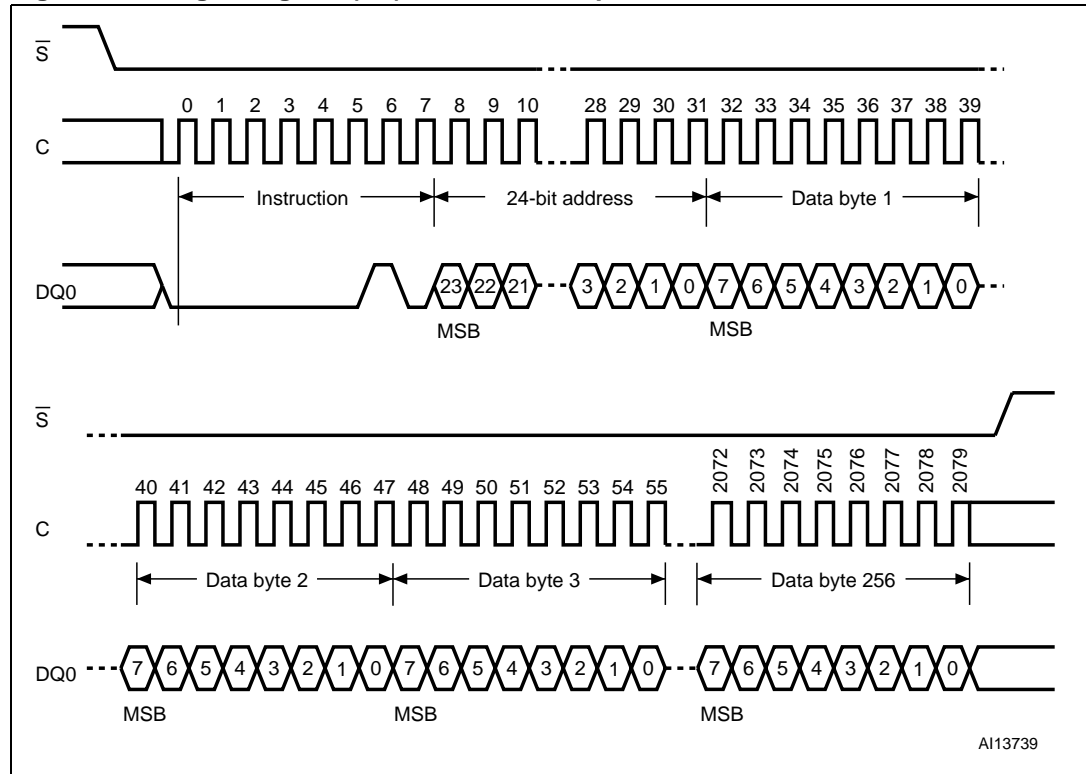 S
0 1 2 3 4 5 6 7 8 9 10 28 29 30 31 32 33 34 35 36 37 38 39
C
Instruction 24-bit address Data byte 1
DQ0 23 22 21 3 2 1 0 7 6 5 4 3 2 1 0
MSB MSB
S
40 41 42 43 44 45 46 47 48 49 50 51 52 53 54 55 2072 2073 2074 2075 2076 2077 2078 2079
C
Data byte 2 Data byte 3 Data byte 256
DQ0 7 6 5 4 3 2 1 0 7 6 5 4 3 2 1 0 7 6 5 4 3 2 1 0
MSB MSB MSB
AI13739